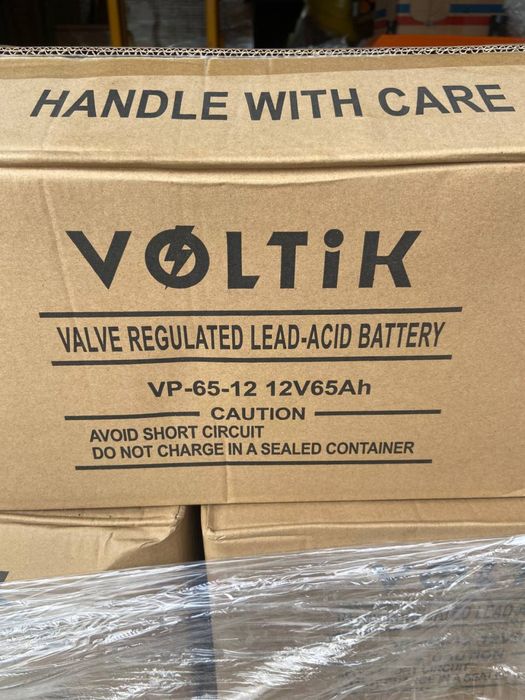 HANDLE WITH CARE
VOLTiK
VALVE REGULATED LEAD-ACID BATTERY
VP-65-12 12V65Ah
CAUTION
AVOID SHORT CIRCUIT
DO NOT CHARGE IN A SEALED CONTAINER